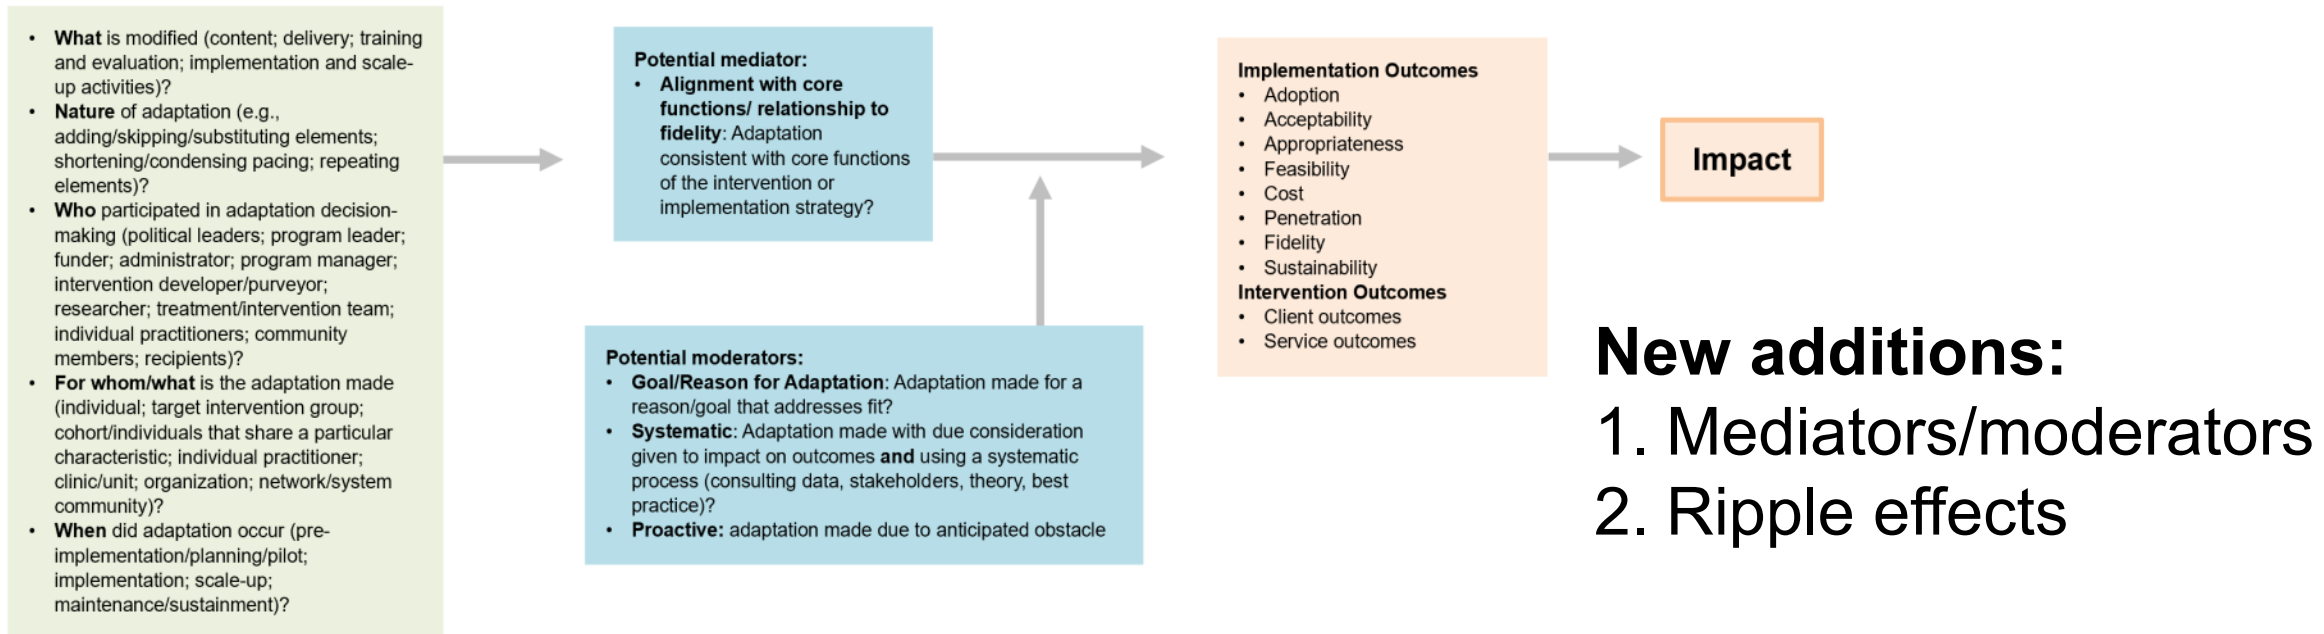 • What is modified (content; delivery; training
and evaluation; implementation and scale-
up activities)?
• Nature of adaptation (e.g.,
adding/skipping/substituting elements;
shortening/condensing pacing; repeating
elements)?
• Who participated in adaptation decision-
making (political leaders; program leader;
funder; administrator; program manager;
intervention developer/purveyor;
researcher; treatment/intervention team;
individual practitioners; community
members; recipients)?
• For whom/what is the adaptation made
(individual; target intervention group;
cohort/individuals that share a particular
characteristic; individual practitioner;
clinic/unit; organization; network/system
community)?
• When did adaptation occur (pre-
implementation/planning/pilot;
implementation; scale-up;
maintenance/sustainment)?
Potential mediator:
• Alignment with core
functions/ relationship to
fidelity: Adaptation
consistent with core functions
of the intervention or
implementation strategy?
Potential moderators:
• Goal/Reason for Adaptation: Adaptation made for a
reason/goal that addresses fit?
• Systematic: Adaptation made with due consideration
given to impact on outcomes and using a systematic
process (consulting data, stakeholders, theory, best
practice)?
• Proactive: adaptation made due to anticipated obstacle
Implementation Outcomes
• Adoption
• Acceptability
• Appropriateness
• Feasibility
• Cost
• Penetration
• Fidelity
• Sustainability
Intervention Outcomes
• Client outcomes
• Service outcomes
Impact
New additions:
1. Mediators/moderators
2. Ripple effects